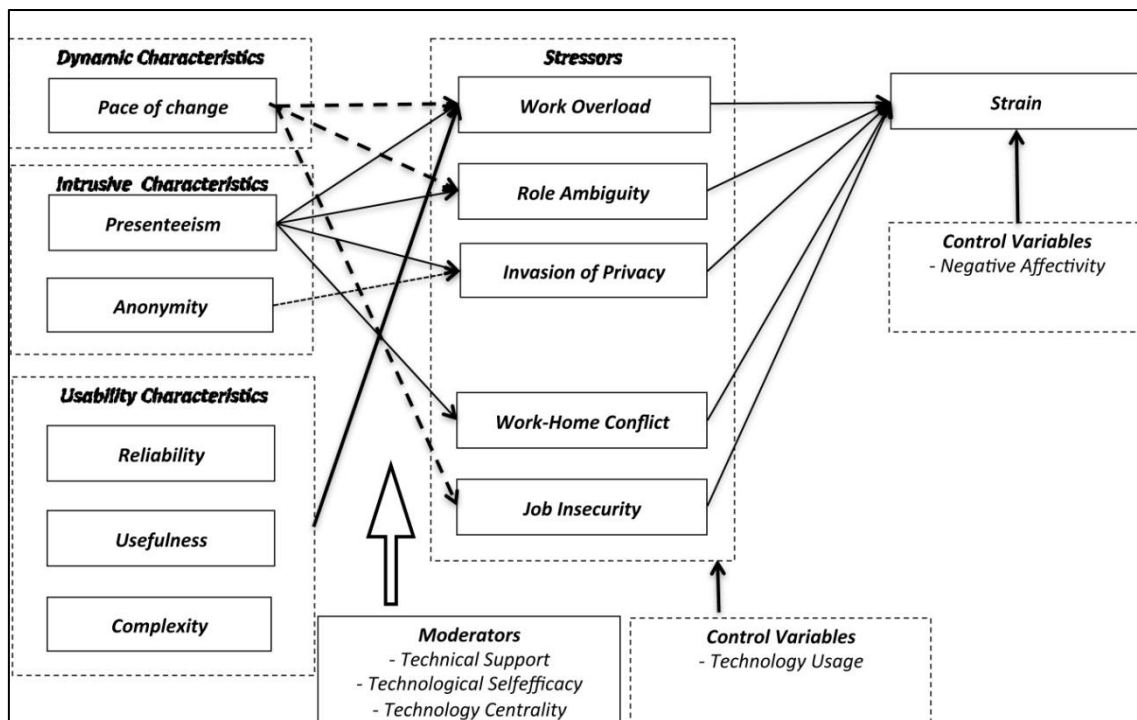 Dynamic Characteristics
Pace of change
Intrusive Characteristics
Presenteeism
Anonymity
Usability Characteristics
Reliability
Usefulness
Complexity
Stressors
Work Overload
Role Ambiguity
Invasion of Privacy
Work-Home Conflict
Job Insecurity
Strain
Control Variables
- Negative Affectivity
Moderators
- Technical Support
- Technological Selfefficacy
- Technology Centrality
Control Variables
- Technology Usage